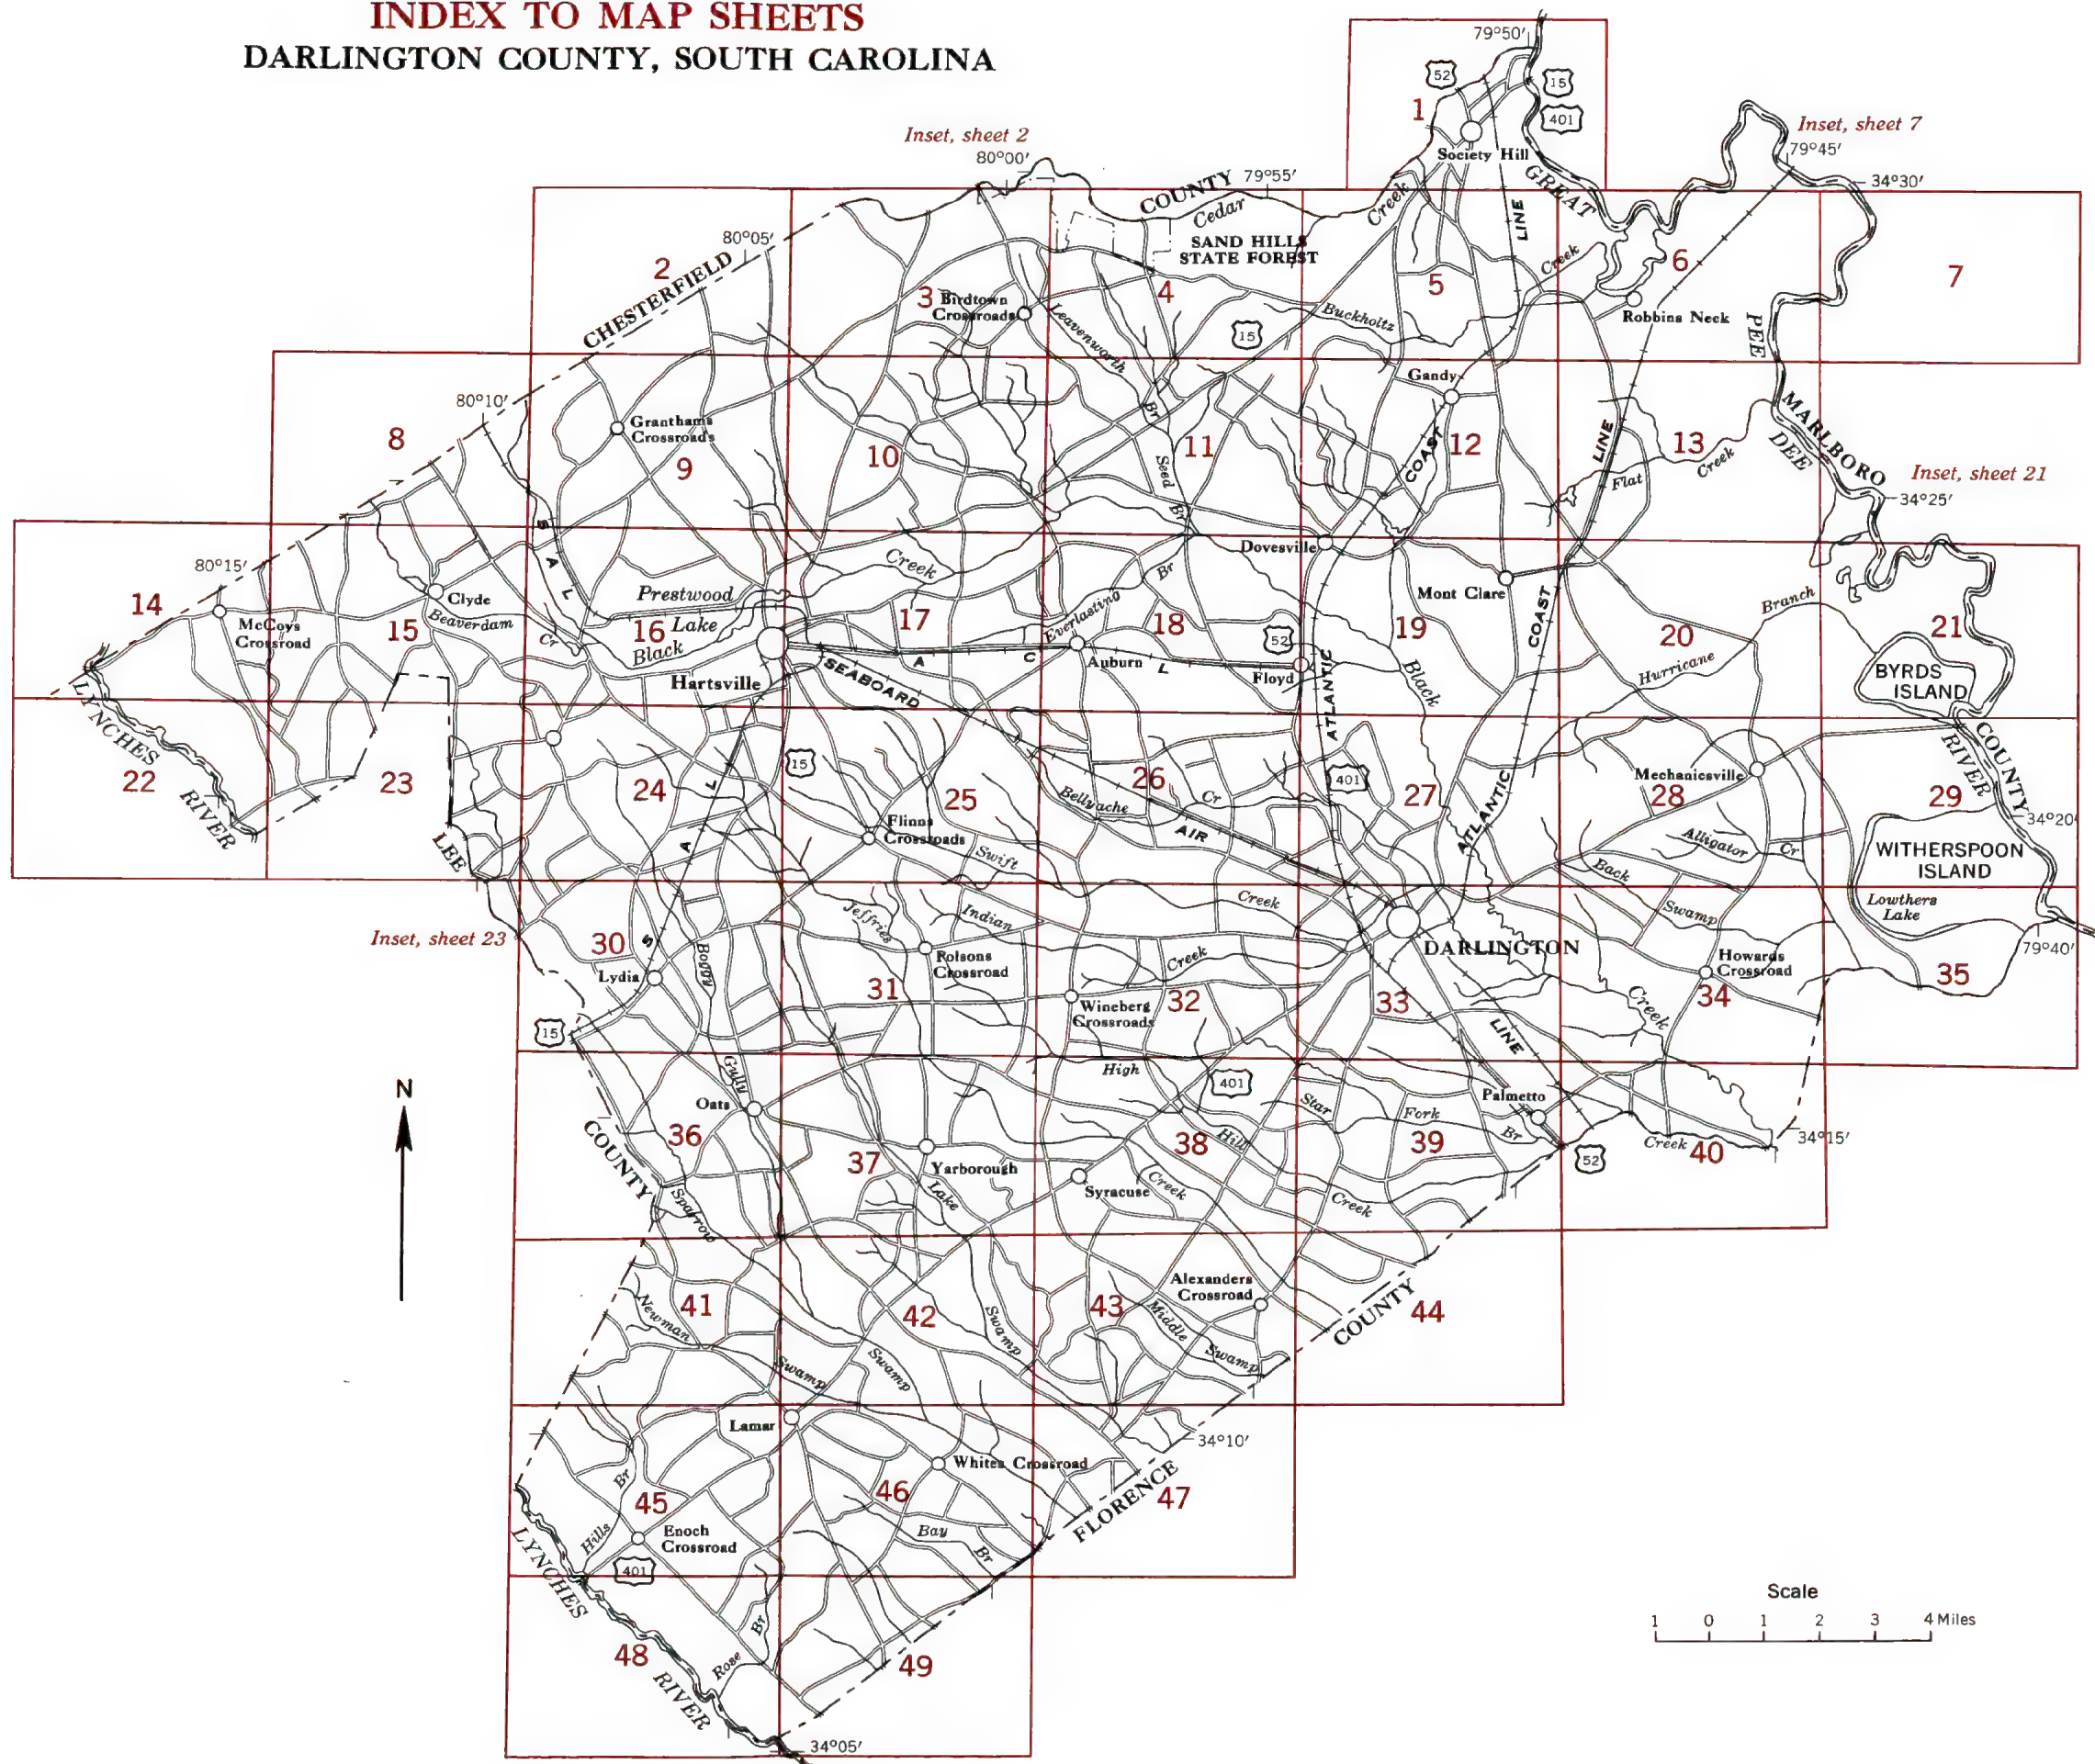 INDEX TO MAP SHEETS
DARLINGTON COUNTY, SOUTH CAROLINA
79°50'
52
15
1
401
Inset, sheet 2
Inset, sheet 7
80°00'
Society Hill
79°45'
COUNTY
79°55'
Creek
GREAT
34°30'
Cedar
LINE
80°05'
SAND HILLS
STATE FOREST
2
CHESTERFIELD
Creek
6
7
3
Birdtown
Crossroads
4
5
Leavenworth
Buckholtz
15
Robbins Neck
PEE
Gandy
80°10'
MARLBORO
Br
8
Granthams
Crossroads
9
10
11
COAST
12
LINE
13
Creek
DEE
Seed
Flat
Inset, sheet 21
34°25'
Br
S A L
Dovesville
80°15'
Creek
Br
14
Clyde
Prestwood
Mont Clare
Branch
McCoys
Crossroad
15
Beaverdam
Cr
16
Lake
17
Everlasting
18
52
19
COAST
20
21
Black
A C L
Auburn
Floyd
Black
Hurricane
BYRDS
ISLAND
Hartsville
SEABOARD
ATLANTIC
LYNCHES
COUNTY
RIVER
22
RIVER
23
24
L
15
25
26
Bellyache
Cr
401
27
ATLANTIC
Mechanicsville
28
29
34°20'
Flinns
Crossroads
AIR
Alligator
Cr
LEE
A
Swift
Back
WITHERSPOON
ISLAND
Jeffries
Creek
Swamp
Lowthers
Lake
Inset, sheet 23
30
S
Indian
DARLINGTON
79°40'
Boggy
Polsons
Crossroad
Creek
Howards
Crossroad
Lydia
31
Wineberg
Crossroads
32
33
Creek
34
35
15
LINE
High
N
Gully
401
Oats
Star
Fork
Palmetto
COUNTY
36
Hill
Br
34°15'
37
Yarborough
38
39
Creek
40
52
Sparrow
Lake
Syracuse
Creek
Creek
Alexanders
Crossroad
41
Newman
42
Swamp
43
Middle
COUNTY
44
Swamp
Swamp
Swamp
Lamar
34°10'
Whites Crossroad
Br
45
46
FLORENCE
47
Hills
Enoch
Crossroad
Bay
Br
LYNCHES
401
Scale
1 0 1 2 3 4 Miles
Br
48
Rose
49
RIVER
34°05'